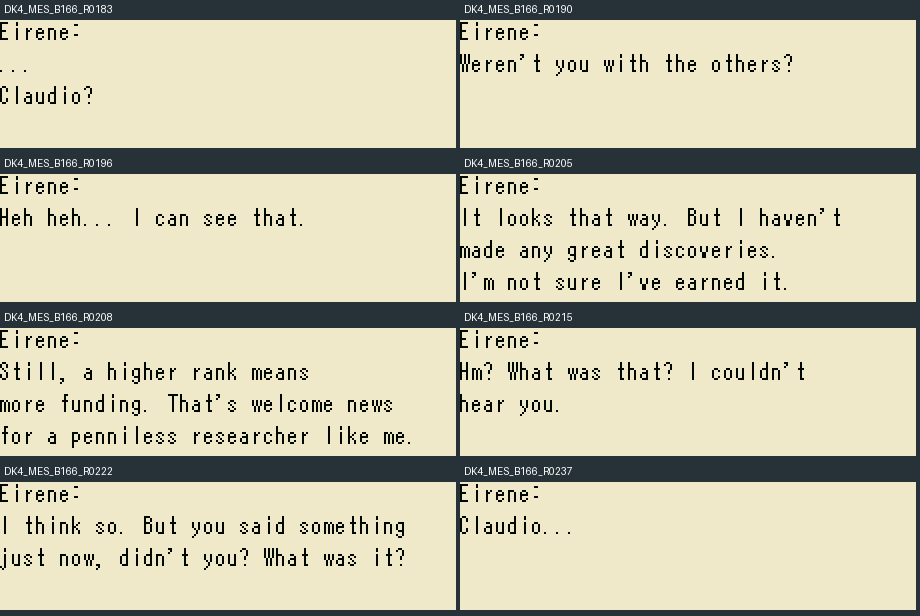 DK4_MES_B166_R0183
Eirene:
...
Claudio?
DK4_MES_B166_R0190
Eirene:
Weren't you with the others?
DK4_MES_B166_R0196
Eirene:
Heh heh... I can see that.
DK4_MES_B166_R0205
Eirene:
It looks that way. But I haven't
made any great discoveries.
I'm not sure I've earned it.
DK4_MES_B166_R0208
Eirene:
Still, a higher rank means
more funding. That's welcome news
for a penniless researcher like me.
DK4_MES_B166_R0215
Eirene:
Hm? What was that? I couldn't
hear you.
DK4_MES_B166_R0222
Eirene:
I think so. But you said something
just now, didn't you? What was it?
DK4_MES_B166_R0237
Eirene:
Claudio...